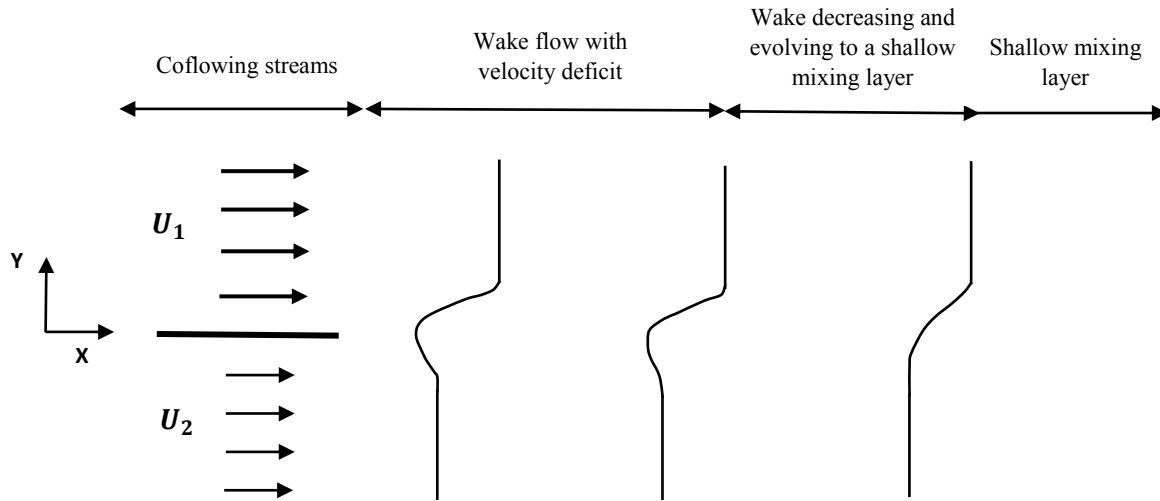 Coflowing streams
Wake flow with
velocity deficit
Wake decreasing and
evolving to a shallow
mixing layer
Shallow mixing
layer
U₁
Y
X
U₂